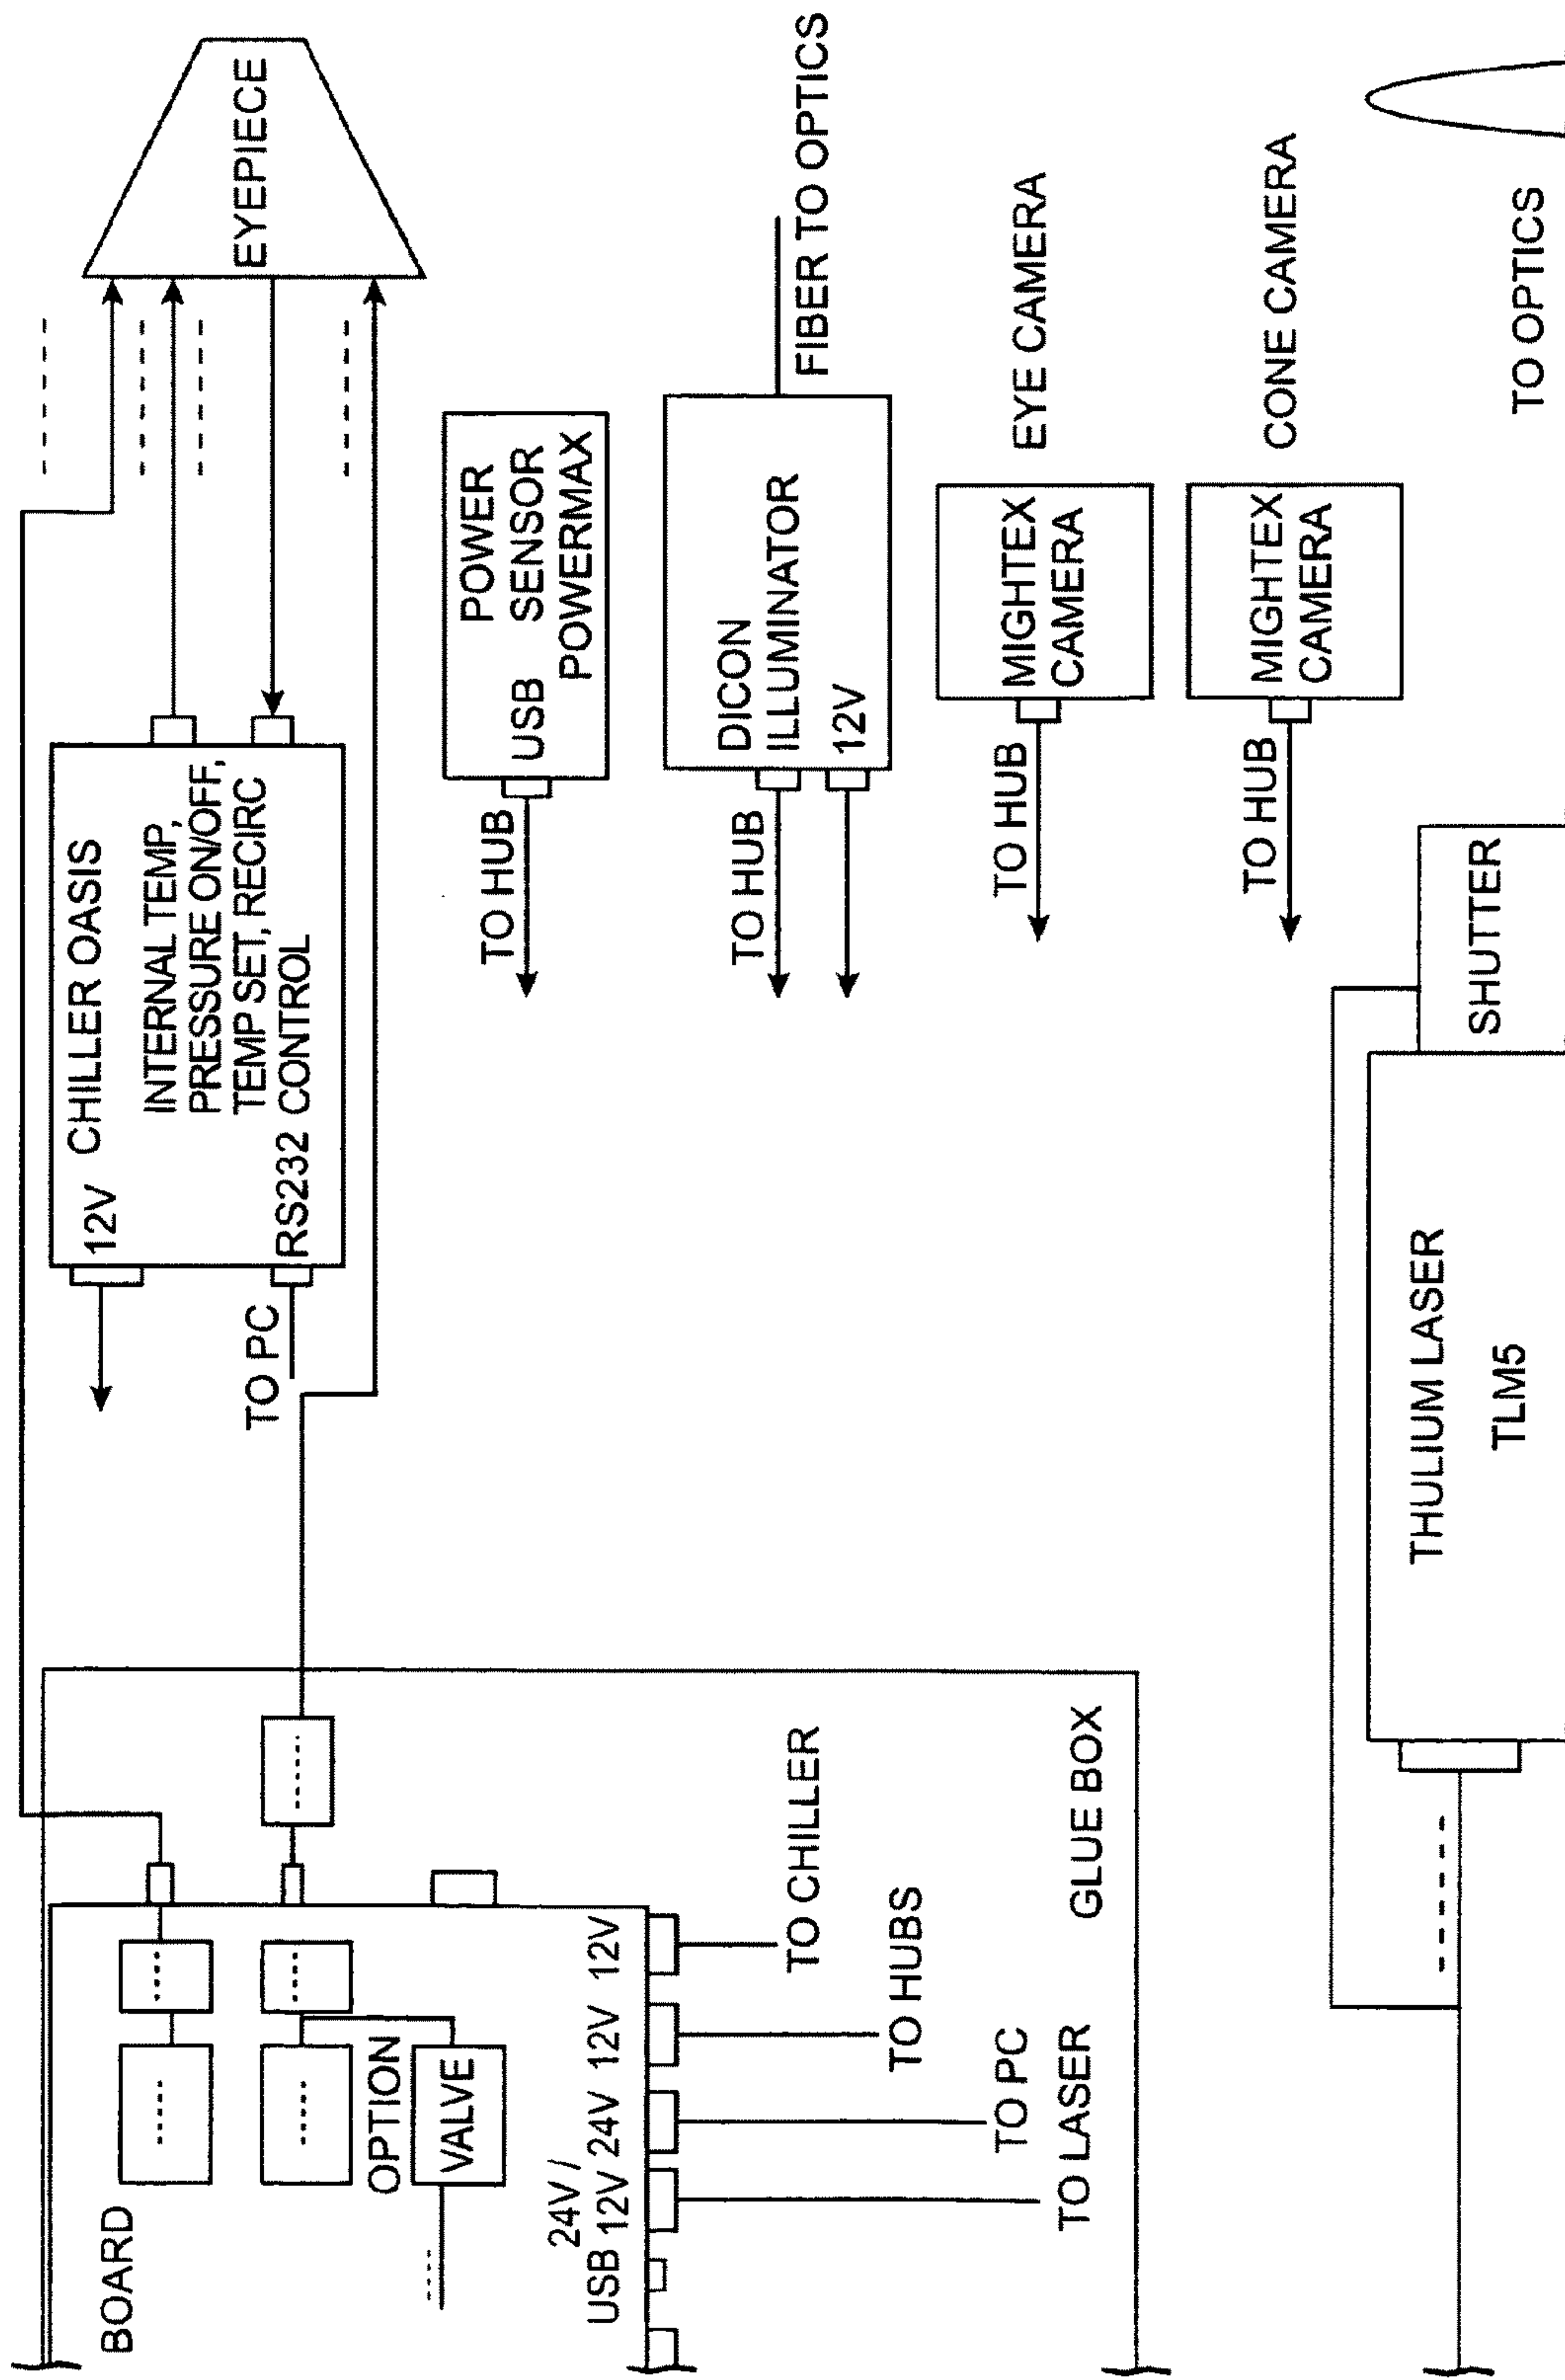 BOARD
OPTION
VALVE
24V /
USB 12V 24V 12V 12V
TO CHILLER
TO HUBS
TO PC
TO LASER
GLUE BOX
12V CHILLER OASIS
INTERNAL TEMP,
PRESSURE ON/OFF,
TEMP SET, RECIRC
RS232 CONTROL
TO PC
EYEPIECE
POWER
USB SENSOR
POWERMAX
TO HUB
DICON
ILLUMINATOR
12V
TO HUB
FIBER TO OPTICS
MIGHTEX
CAMERA
TO HUB
EYE CAMERA
MIGHTEX
CAMERA
TO HUB
CONE CAMERA
THULIUM LASER
TLM5
SHUTTER
TO OPTICS